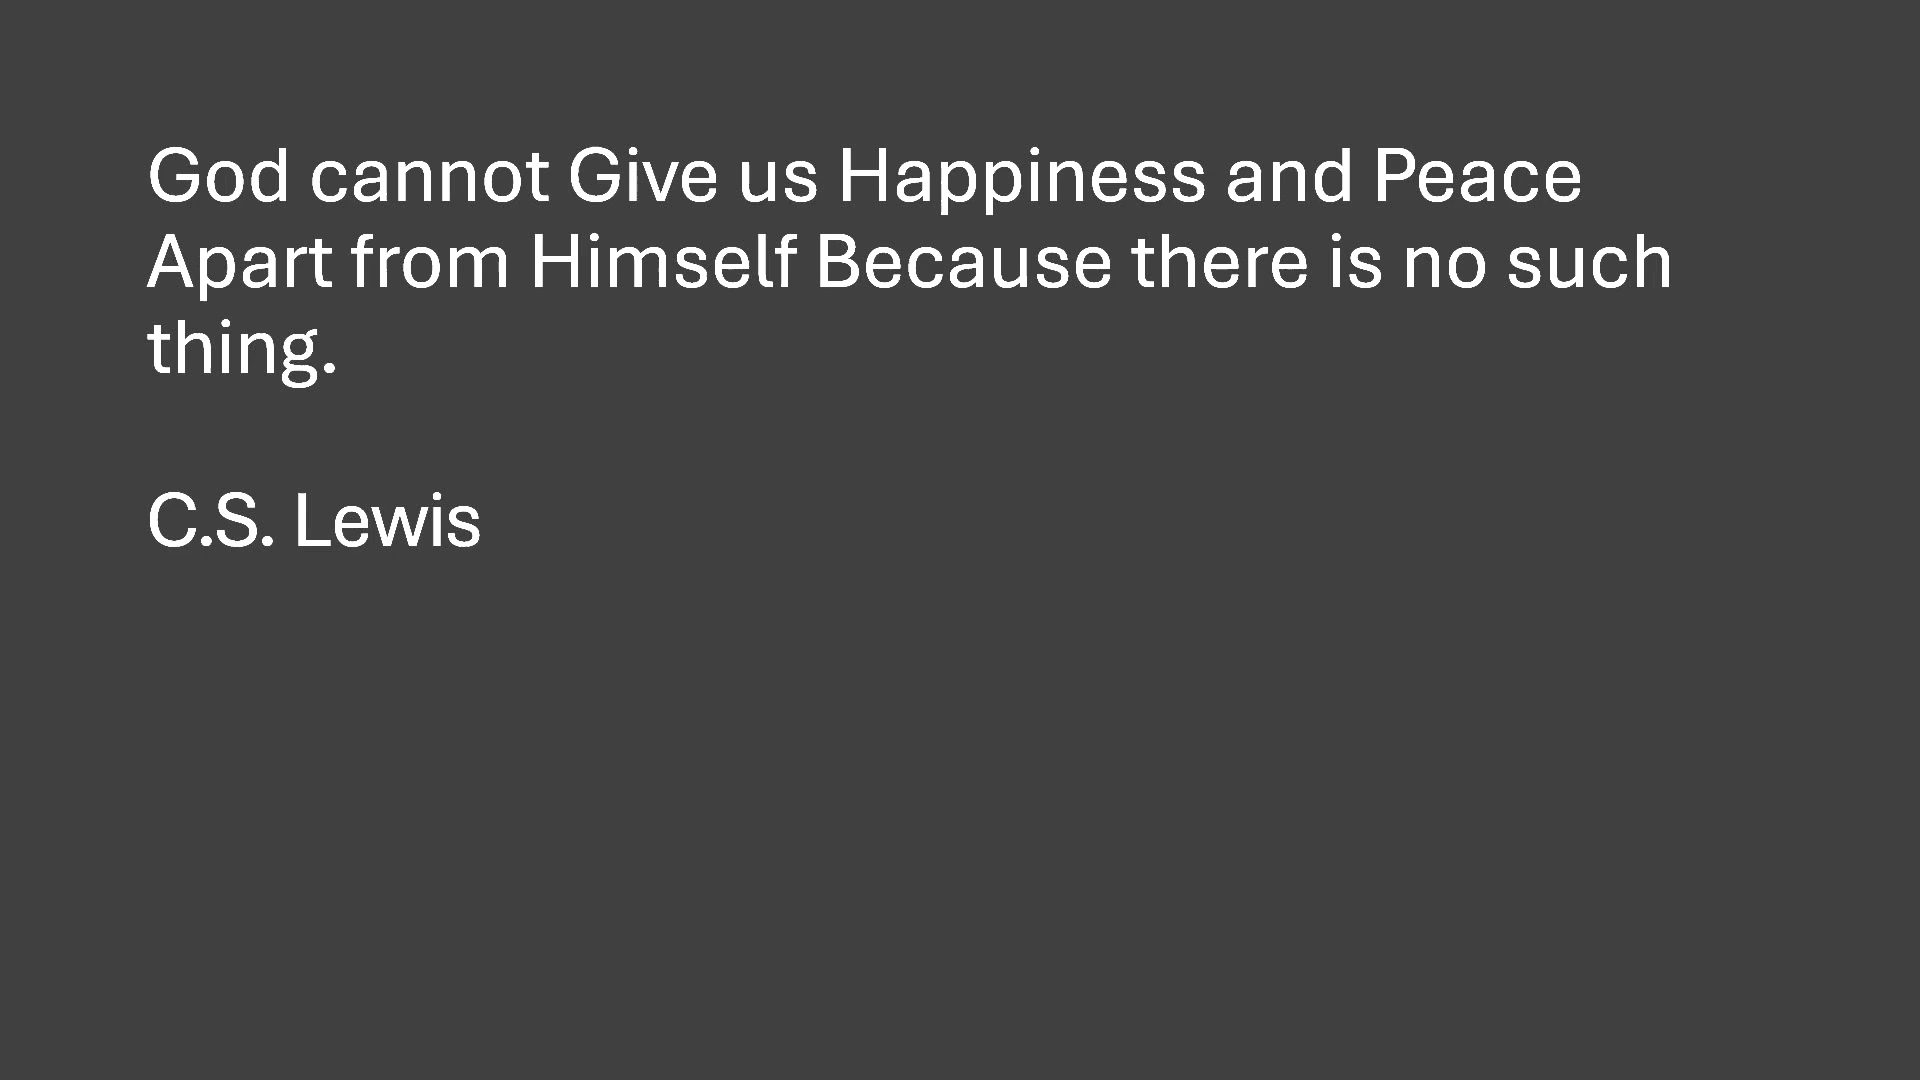 God cannot Give us Happiness and Peace
Apart from Himself Because there is no such
thing.
C.S. Lewis